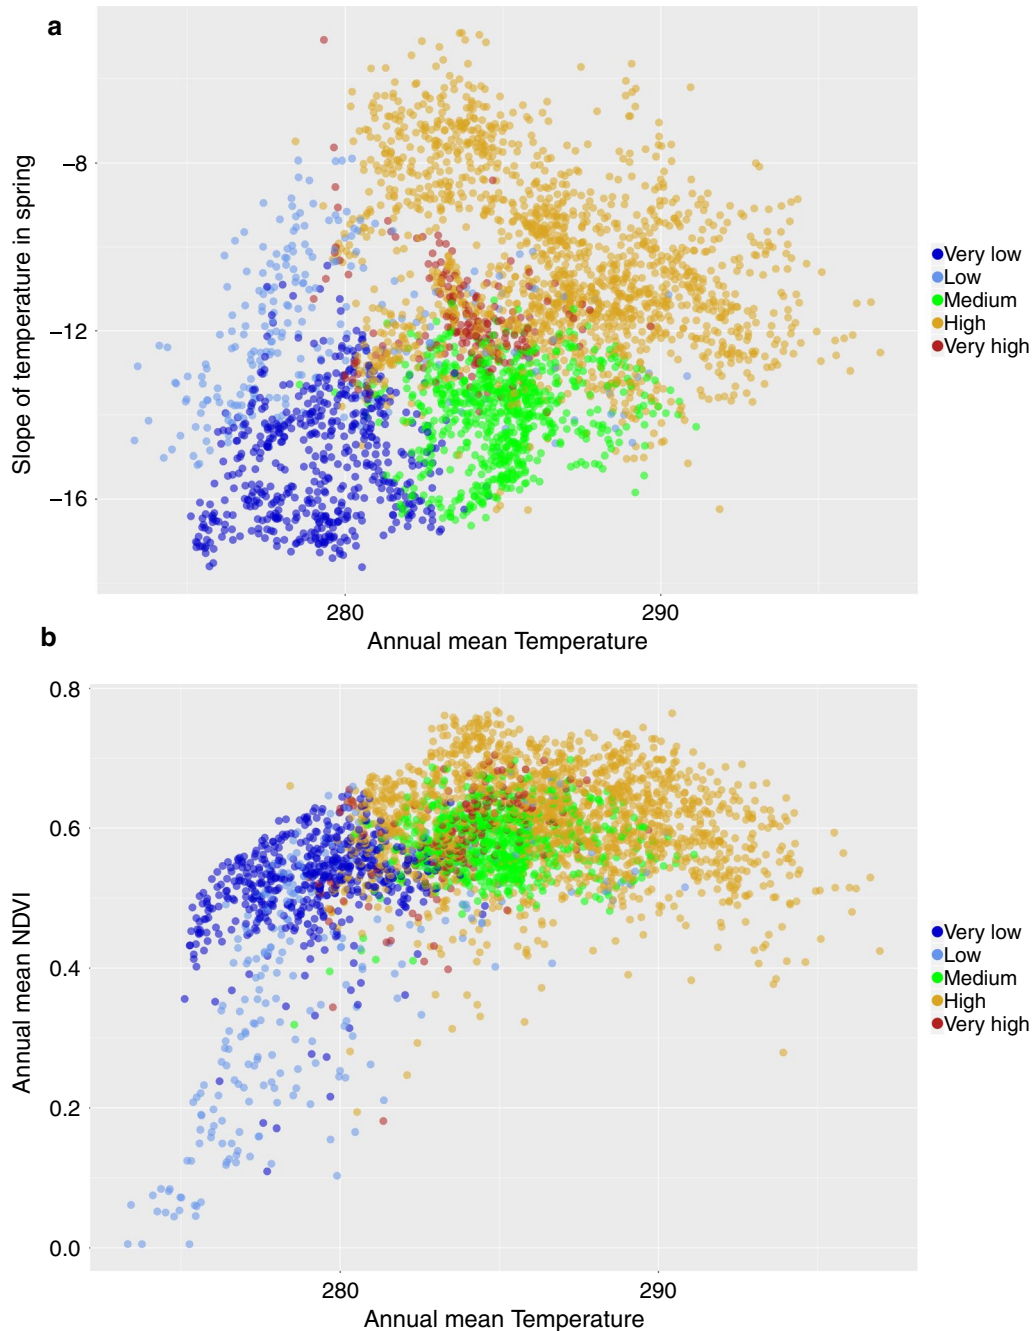 a
Slope of temperature in spring
−8
−12
−16
280
290
Annual mean Temperature
Very low
Low
Medium
High
Very high
b
Annual mean NDVI
0.8
0.6
0.4
0.2
0.0
280
290
Annual mean Temperature
Very low
Low
Medium
High
Very high